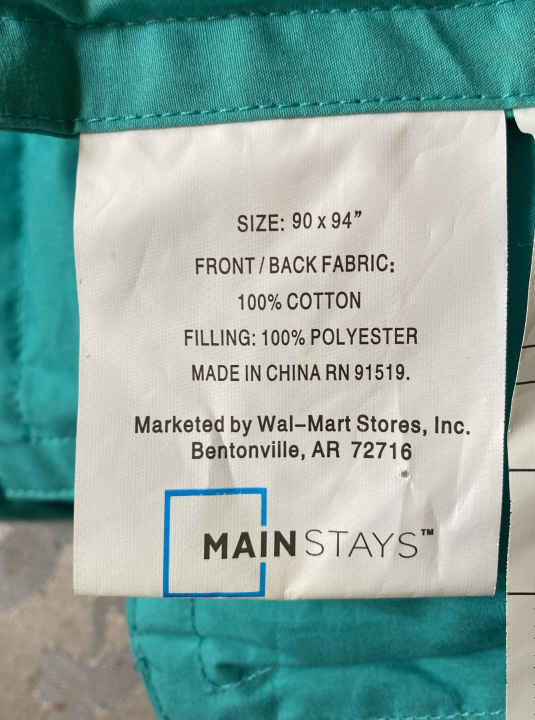 SIZE: 90 x 94”
FRONT / BACK FABRIC:
100% COTTON
FILLING: 100% POLYESTER
MADE IN CHINA RN 91519.
Marketed by Wal-Mart Stores, Inc.
Bentonville, AR 72716
MAINSTAYS™